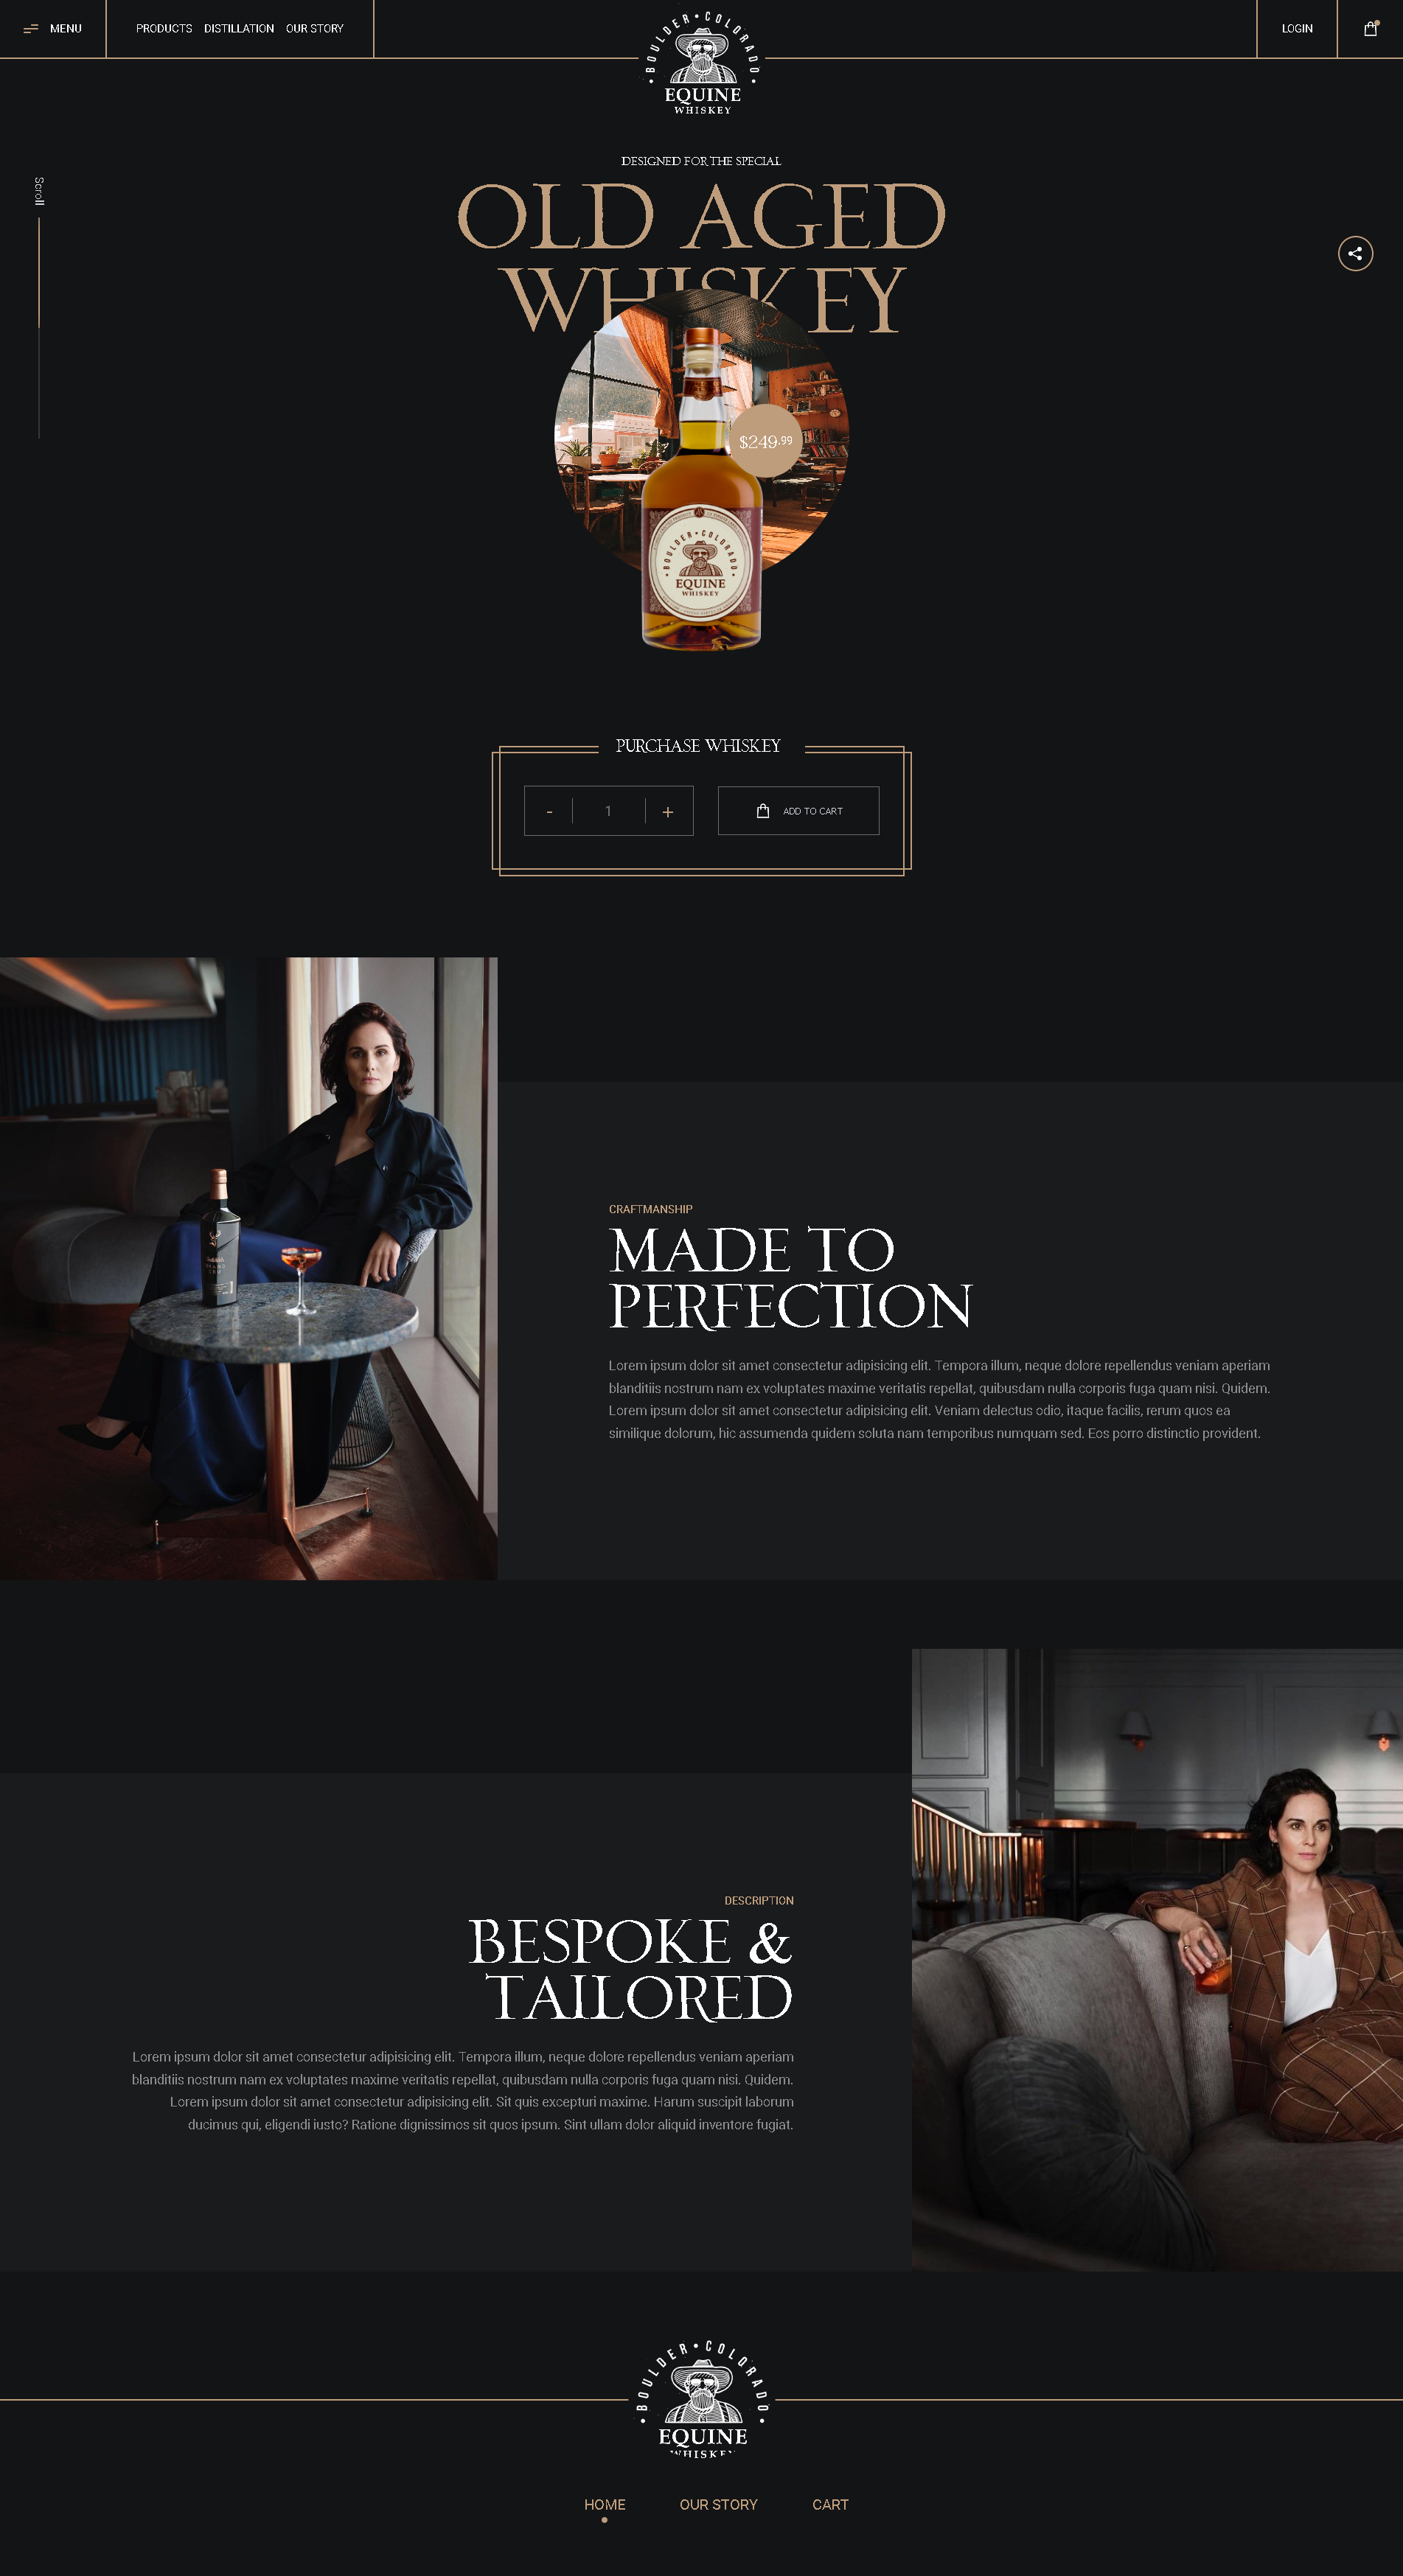 MENU
PRODUCTS DISTILLATION OUR STORY
BOULDER • COLORADO
EQUINE
WHISKEY
LOGIN
Scroll
DESIGNED FOR THE SPECIAL
OLD AGED
WHISKEY
$249.99
BOULDER • COLORADO
EQUINE
WHISKEY
PURCHASE WHISKEY
- 1 +
ADD TO CART
CRAFTMANSHIP
MADE TO
PERFECTION
Lorem ipsum dolor sit amet consectetur adipisicing elit. Tempora illum, neque dolore repellendus veniam aperiam
blanditiis nostrum nam ex voluptates maxime veritatis repellat, quibusdam nulla corporis fuga quam nisi. Quidem.
Lorem ipsum dolor sit amet consectetur adipisicing elit. Veniam delectus odio, itaque facilis, rerum quos ea
similique dolorum, hic assumenda quidem soluta nam temporibus numquam sed. Eos porro distinctio provident.
DESCRIPTION
BESPOKE &
TAILORED
Lorem ipsum dolor sit amet consectetur adipisicing elit. Tempora illum, neque dolore repellendus veniam aperiam
blanditiis nostrum nam ex voluptates maxime veritatis repellat, quibusdam nulla corporis fuga quam nisi. Quidem.
Lorem ipsum dolor sit amet consectetur adipisicing elit. Sit quis excepturi maxime. Harum suscipit laborum
ducimus qui, eligendi iusto? Ratione dignissimos sit quos ipsum. Sint ullam dolor aliquid inventore fugiat.
BOULDER • COLORADO
EQUINE
WHISKEY
HOME
OUR STORY
CART